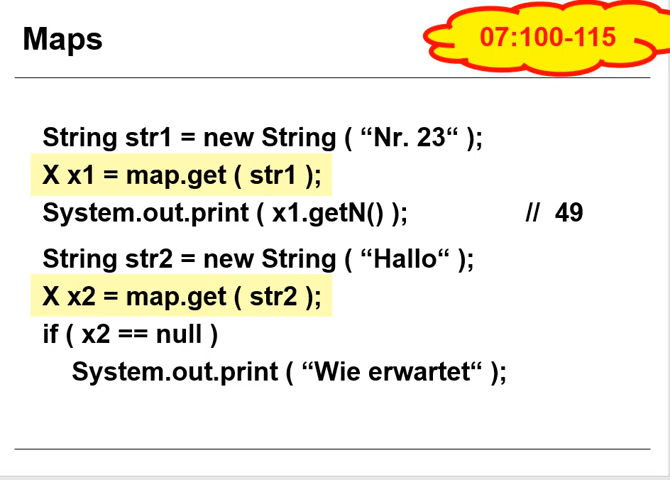 Maps
07:100-115
String str1 = new String ( “Nr. 23“ );
X x1 = map.get ( str1 );
System.out.print ( x1.getN() ); // 49
String str2 = new String ( “Hallo“ );
X x2 = map.get ( str2 );
if ( x2 == null )
System.out.print ( “Wie erwartet“ );